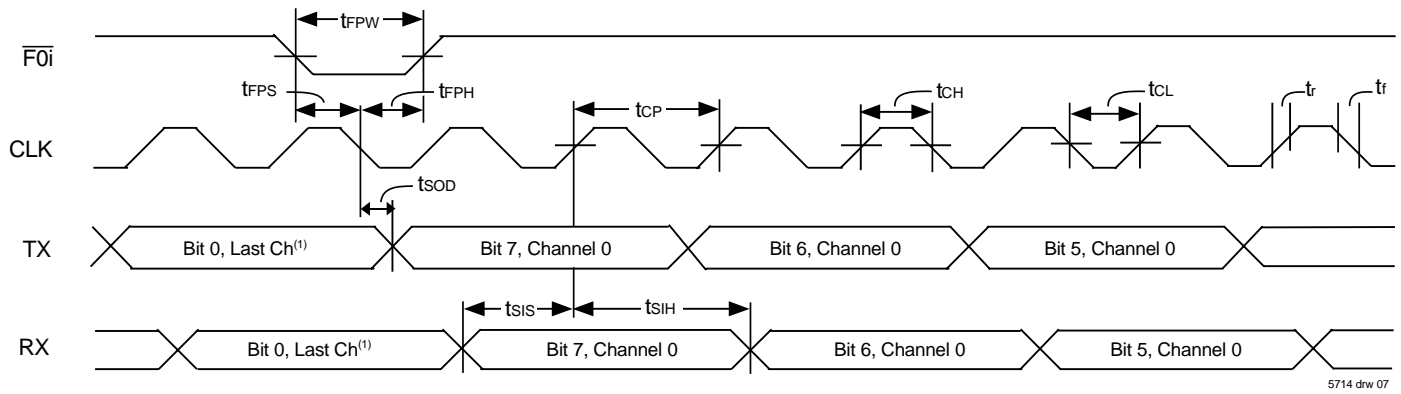 tFPW
F0i
tFPS
tFPH
tCP
tCH
tCL
tr
tf
CLK
tSOD
TX
Bit 0, Last Ch(1)
Bit 7, Channel 0
Bit 6, Channel 0
Bit 5, Channel 0
tSIS
tSIH
RX
Bit 0, Last Ch(1)
Bit 7, Channel 0
Bit 6, Channel 0
Bit 5, Channel 0
5714 drw 07